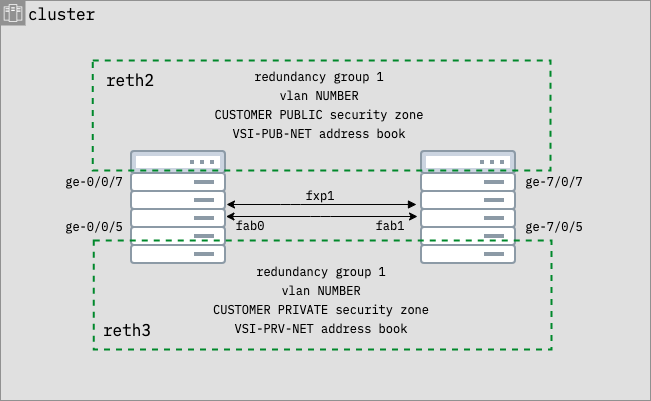 cluster
reth2
redundancy group 1
vlan NUMBER
CUSTOMER PUBLIC security zone
VSI-PUB-NET address book
ge-0/0/7
ge-7/0/7
fxp1
ge-0/0/5
fab0
fab1
ge-7/0/5
redundancy group 1
vlan NUMBER
CUSTOMER PRIVATE security zone
VSI-PRV-NET address book
reth3